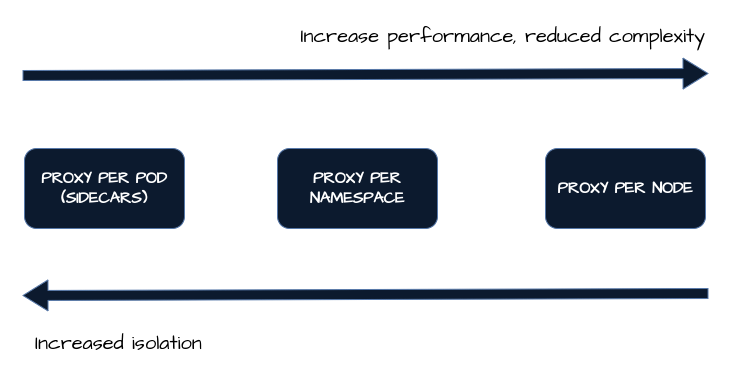 Increase performance, reduced complexity
PROXY PER POD
(SIDECARS)
PROXY PER
NAMESPACE
PROXY PER NODE
Increased isolation